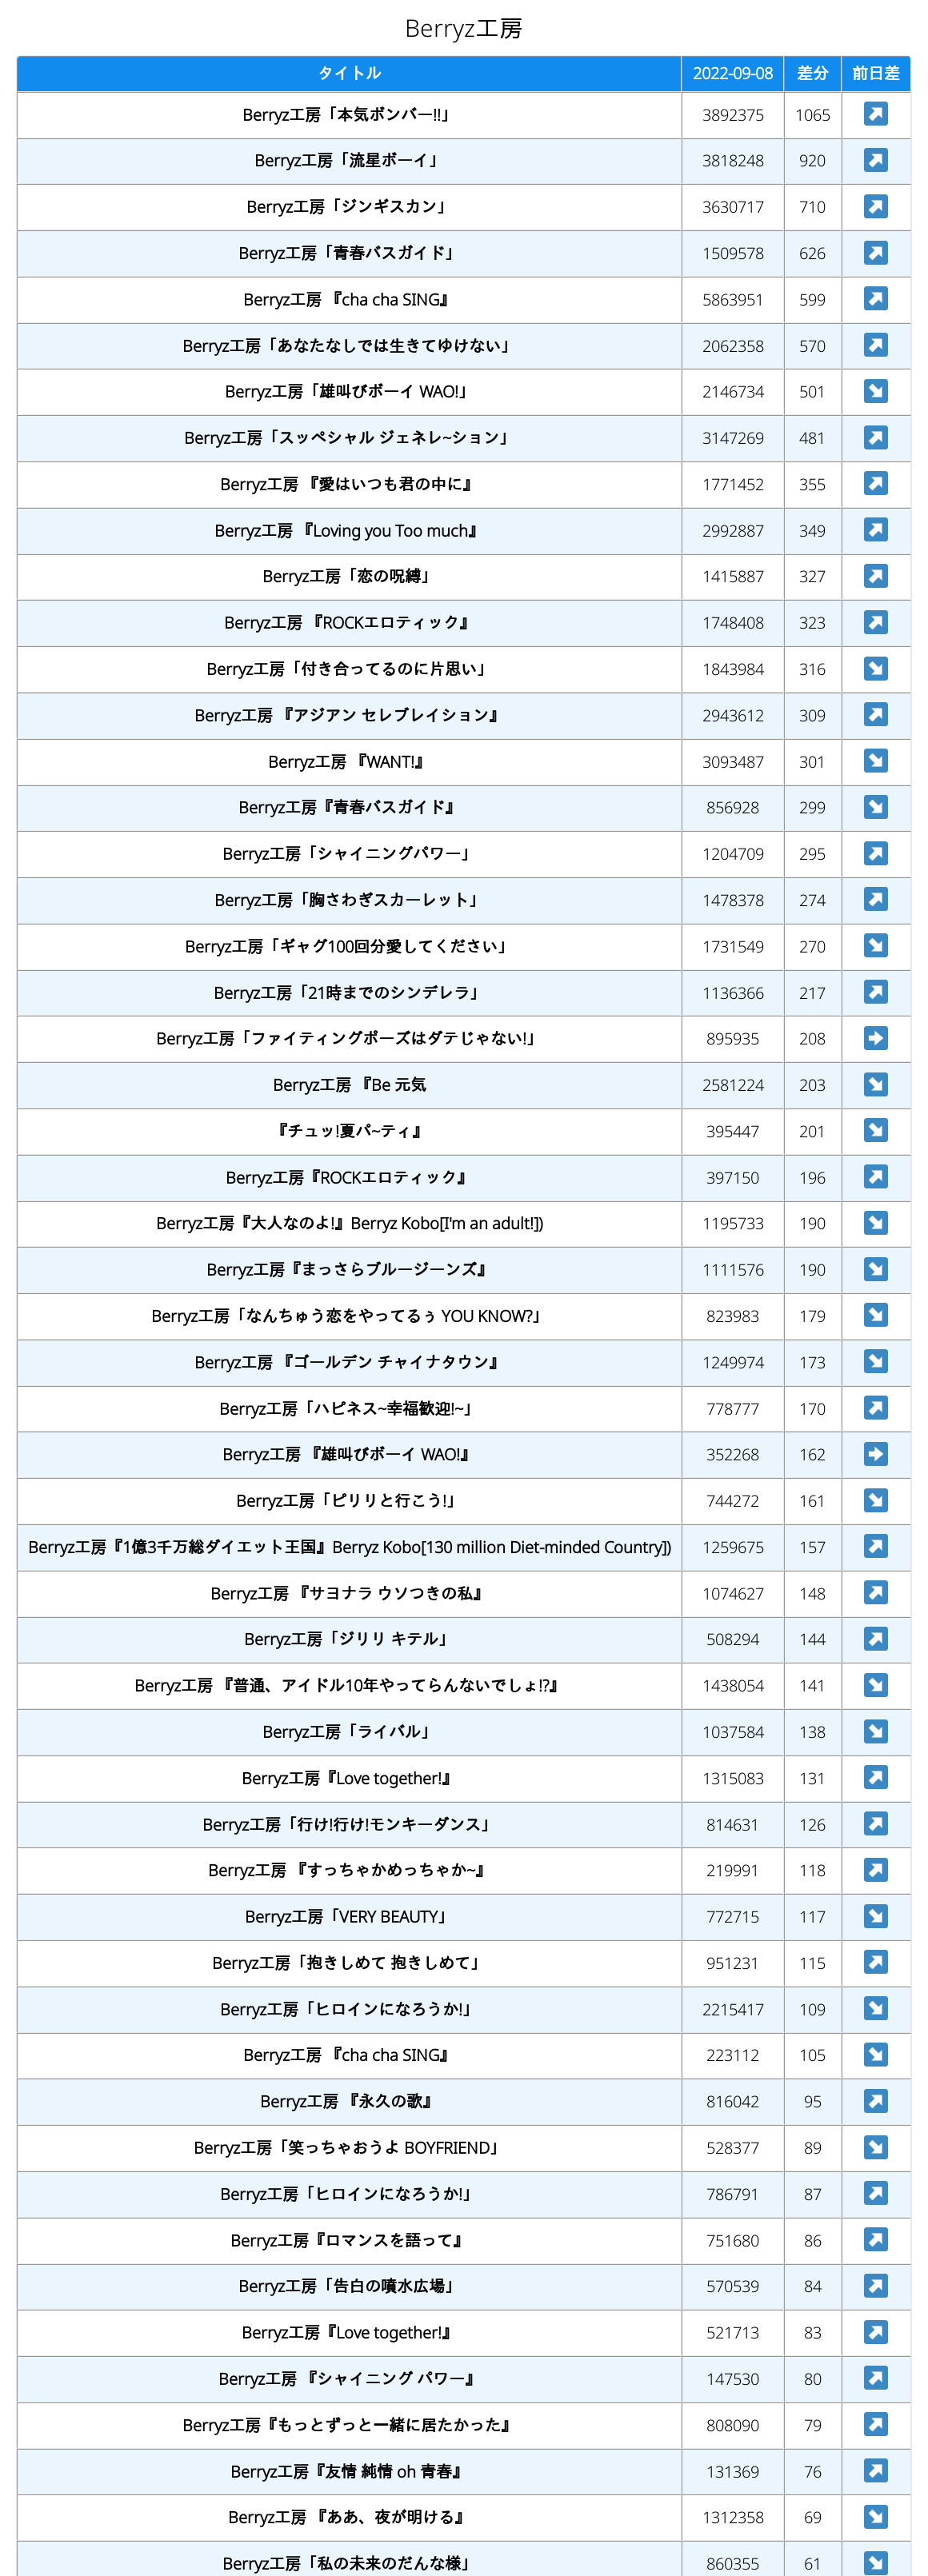 Berryz工房
タイトル 2022-09-08 差分 前日差
Berryz工房「本気ボンバー!!」 3892375 1065 ↗
Berryz工房「流星ボーイ」 3818248 920 ↗
Berryz工房「ジンギスカン」 3630717 710 ↗
Berryz工房「青春バスガイド」 1509578 626 ↗
Berryz工房 『cha cha SING』 5863951 599 ↗
Berryz工房「あなたなしでは生きてゆけない」 2062358 570 ↗
Berryz工房「雄叫びボーイ WAO!」 2146734 501 ↘
Berryz工房「スッペシャル ジェネレ~ション」 3147269 481 ↗
Berryz工房 『愛はいつも君の中に』 1771452 355 ↗
Berryz工房 『Loving you Too much』 2992887 349 ↗
Berryz工房「恋の呪縛」 1415887 327 ↗
Berryz工房 『ROCKエロティック』 1748408 323 ↗
Berryz工房「付き合ってるのに片思い」 1843984 316 ↘
Berryz工房 『アジアン セレブレイション』 2943612 309 ↗
Berryz工房 『WANT!』 3093487 301 ↘
Berryz工房『青春バスガイド』 856928 299 ↘
Berryz工房「シャイニングパワー」 1204709 295 ↗
Berryz工房「胸さわぎスカーレット」 1478378 274 ↗
Berryz工房「ギャグ100回分愛してください」 1731549 270 ↘
Berryz工房「21時までのシンデレラ」 1136366 217 ↗
Berryz工房「ファイティングポーズはダテじゃない!」 895935 208 ➡
Berryz工房 『Be 元気 2581224 203 ↘
『チュッ!夏パ~ティ』 395447 201 ↘
Berryz工房『ROCKエロティック』 397150 196 ↗
Berryz工房『大人なのよ!』Berryz Kobo[I'm an adult!]) 1195733 190 ↘
Berryz工房『まっさらブルージーンズ』 1111576 190 ↘
Berryz工房「なんちゅう恋をやってるぅ YOU KNOW?」 823983 179 ↘
Berryz工房 『ゴールデン チャイナタウン』 1249974 173 ↘
Berryz工房「ハピネス~幸福歓迎!~」 778777 170 ↗
Berryz工房 『雄叫びボーイ WAO!』 352268 162 ➡
Berryz工房「ピリリと行こう!」 744272 161 ↘
Berryz工房『1億3千万総ダイエット王国』Berryz Kobo[130 million Diet-minded Country]) 1259675 157 ↗
Berryz工房 『サヨナラ ウソつきの私』 1074627 148 ↗
Berryz工房「ジリリ キテル」 508294 144 ↗
Berryz工房 『普通、アイドル10年やってらんないでしょ!?』 1438054 141 ↘
Berryz工房「ライバル」 1037584 138 ↘
Berryz工房『Love together!』 1315083 131 ↗
Berryz工房「行け!行け!モンキーダンス」 814631 126 ↗
Berryz工房 『すっちゃかめっちゃか~』 219991 118 ↗
Berryz工房「VERY BEAUTY」 772715 117 ↘
Berryz工房「抱きしめて 抱きしめて」 951231 115 ↗
Berryz工房「ヒロインになろうか!」 2215417 109 ↘
Berryz工房 『cha cha SING』 223112 105 ↘
Berryz工房 『永久の歌』 816042 95 ↗
Berryz工房「笑っちゃおうよ BOYFRIEND」 528377 89 ↘
Berryz工房「ヒロインになろうか!」 786791 87 ↗
Berryz工房『ロマンスを語って』 751680 86 ↗
Berryz工房「告白の噴水広場」 570539 84 ↗
Berryz工房『Love together!』 521713 83 ↗
Berryz工房 『シャイニング パワー』 147530 80 ↗
Berryz工房『もっとずっと一緒に居たかった』 808090 79 ↗
Berryz工房『友情 純情 oh 青春』 131369 76 ↗
Berryz工房 『ああ、夜が明ける』 1312358 69 ↘
Berryz工房「私の未来のだんな様」 860355 61 ↘